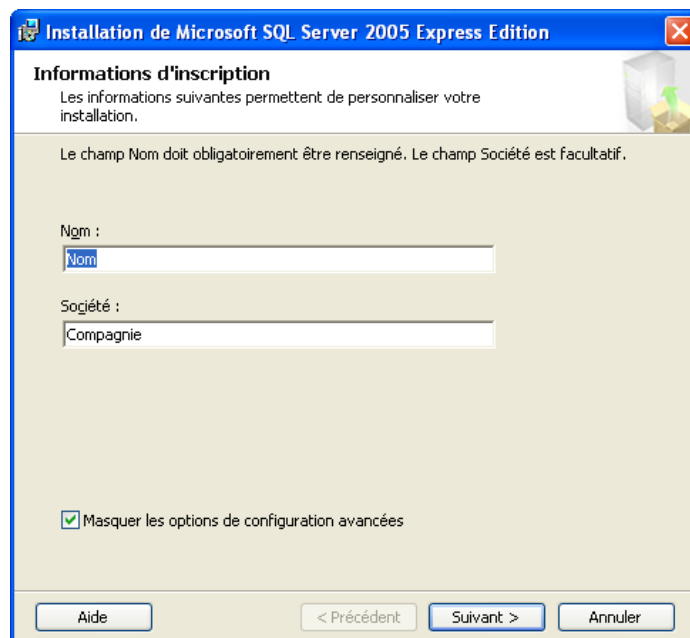 Installation de Microsoft SQL Server 2005 Express Edition
Informations d'inscription
Les informations suivantes permettent de personnaliser votre
installation.
Le champ Nom doit obligatoirement être renseigné. Le champ Société est facultatif.
Nom :
Nom
Société :
Compagnie
Masquer les options de configuration avancées
Aide
< Précédent
Suivant >
Annuler